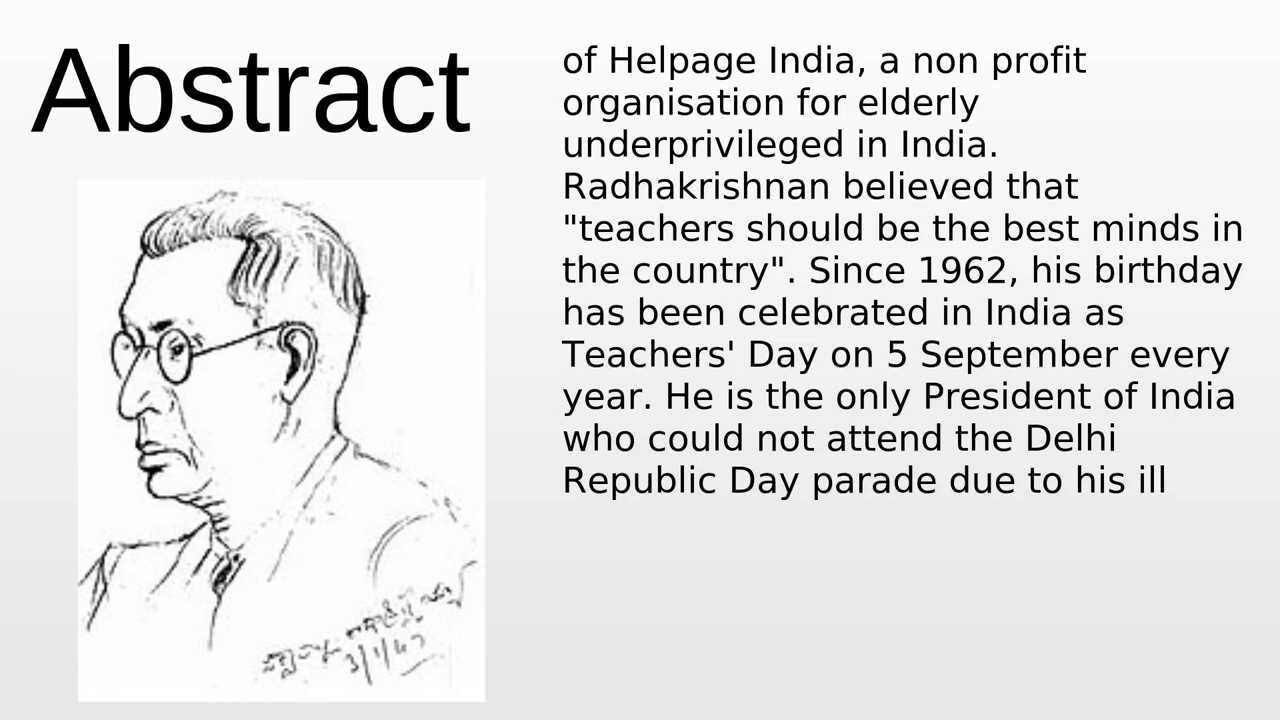 Abstract
of Helpage India, a non profit
organisation for elderly
underprivileged in India.
Radhakrishnan believed that
"teachers should be the best minds in
the country". Since 1962, his birthday
has been celebrated in India as
Teachers' Day on 5 September every
year. He is the only President of India
who could not attend the Delhi
Republic Day parade due to his ill